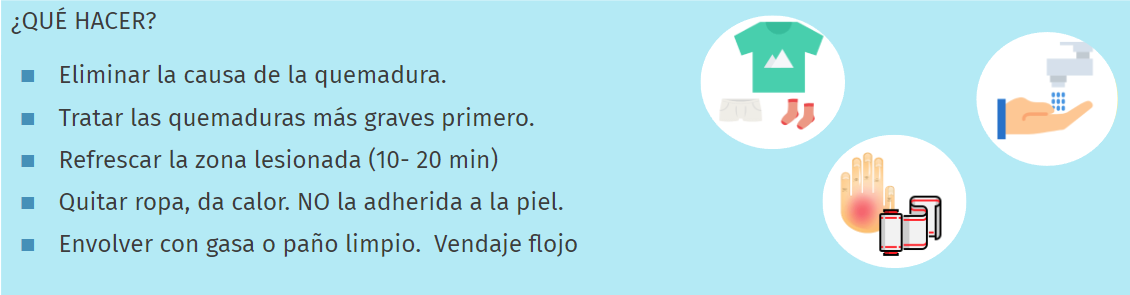 ¿QUÉ HACER?
Eliminar la causa de la quemadura.
Tratar las quemaduras más graves primero.
Refrescar la zona lesionada (10- 20 min)
Quitar ropa, da calor. NO la adherida a la piel.
Envolver con gasa o paño limpio.  Vendaje flojo